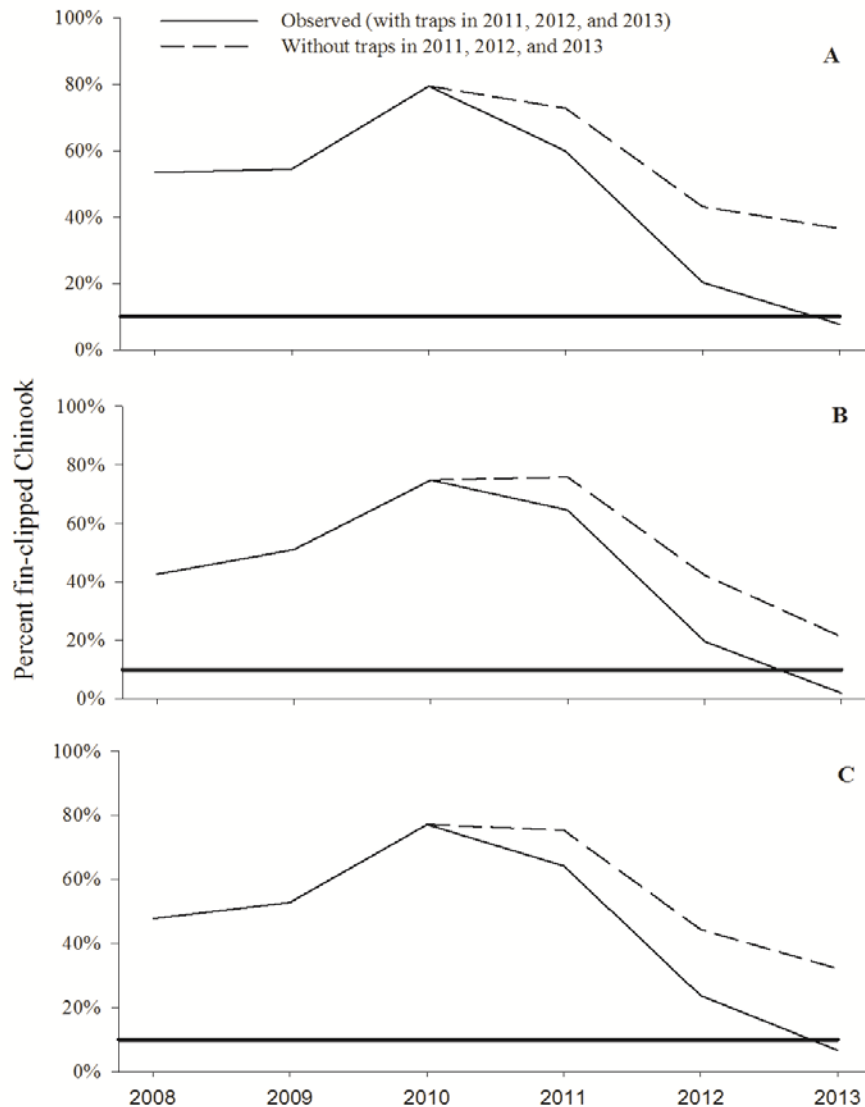 100%
Observed (with traps in 2011, 2012, and 2013)
Without traps in 2011, 2012, and 2013
A
80%
60%
40%
20%
0%
Percent fin-clipped Chinook
100%
B
80%
60%
40%
20%
0%
100%
C
80%
60%
40%
20%
0%
2008 2009 2010 2011 2012 2013